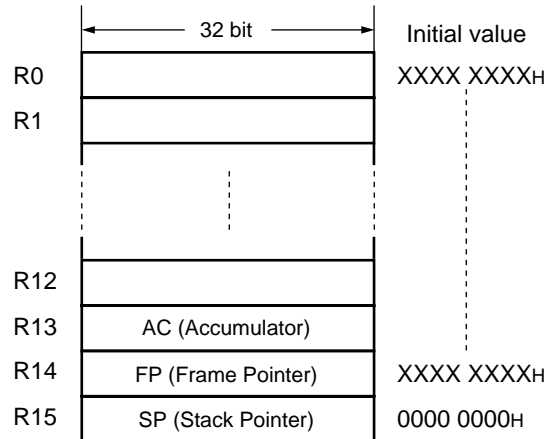 32 bit
Initial value
R0 XXXX XXXXH
R1
R12
R13 AC (Accumulator)
R14 FP (Frame Pointer) XXXX XXXXH
R15 SP (Stack Pointer) 0000 0000H